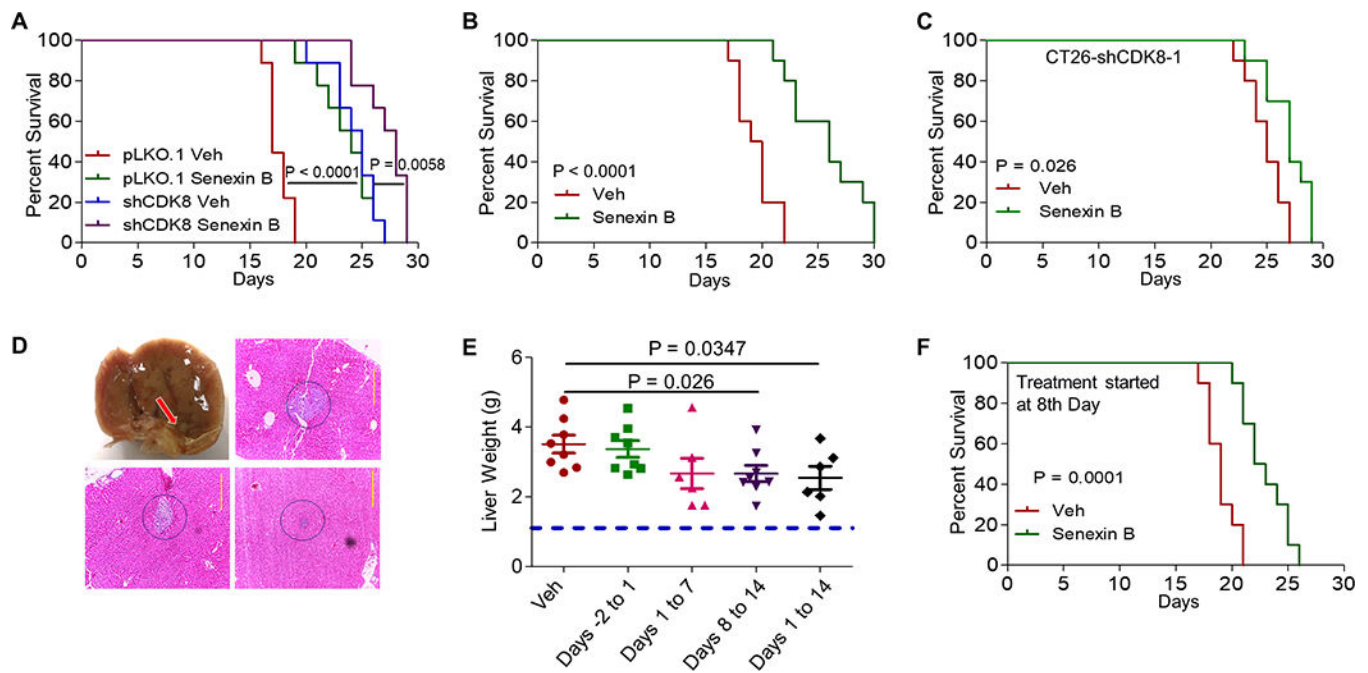 A
Percent Survival
100
80
60
40
20
0
pLKO.1 Veh
pLKO.1 Senexin B
shCDK8 Veh
shCDK8 Senexin B
P < 0.0001
P = 0.0058
0 5 10 15 20 25 30
Days
B
Percent Survival
100
80
60
40
20
0
P < 0.0001
Veh
Senexin B
0 5 10 15 20 25 30
Days
C
Percent Survival
100
80
60
40
20
0
CT26-shCDK8-1
P = 0.026
Veh
Senexin B
0 5 10 15 20 25 30
Days
D
E
Liver Weight (g)
6
4
2
0
P = 0.0347
P = 0.026
Veh
Days -2 to 1
Days 1 to 7
Days 8 to 14
Days 1 to 14
F
Percent Survival
100
80
60
40
20
0
Treatment started
at 8th Day
P = 0.0001
Veh
Senexin B
0 5 10 15 20 25 30
Days